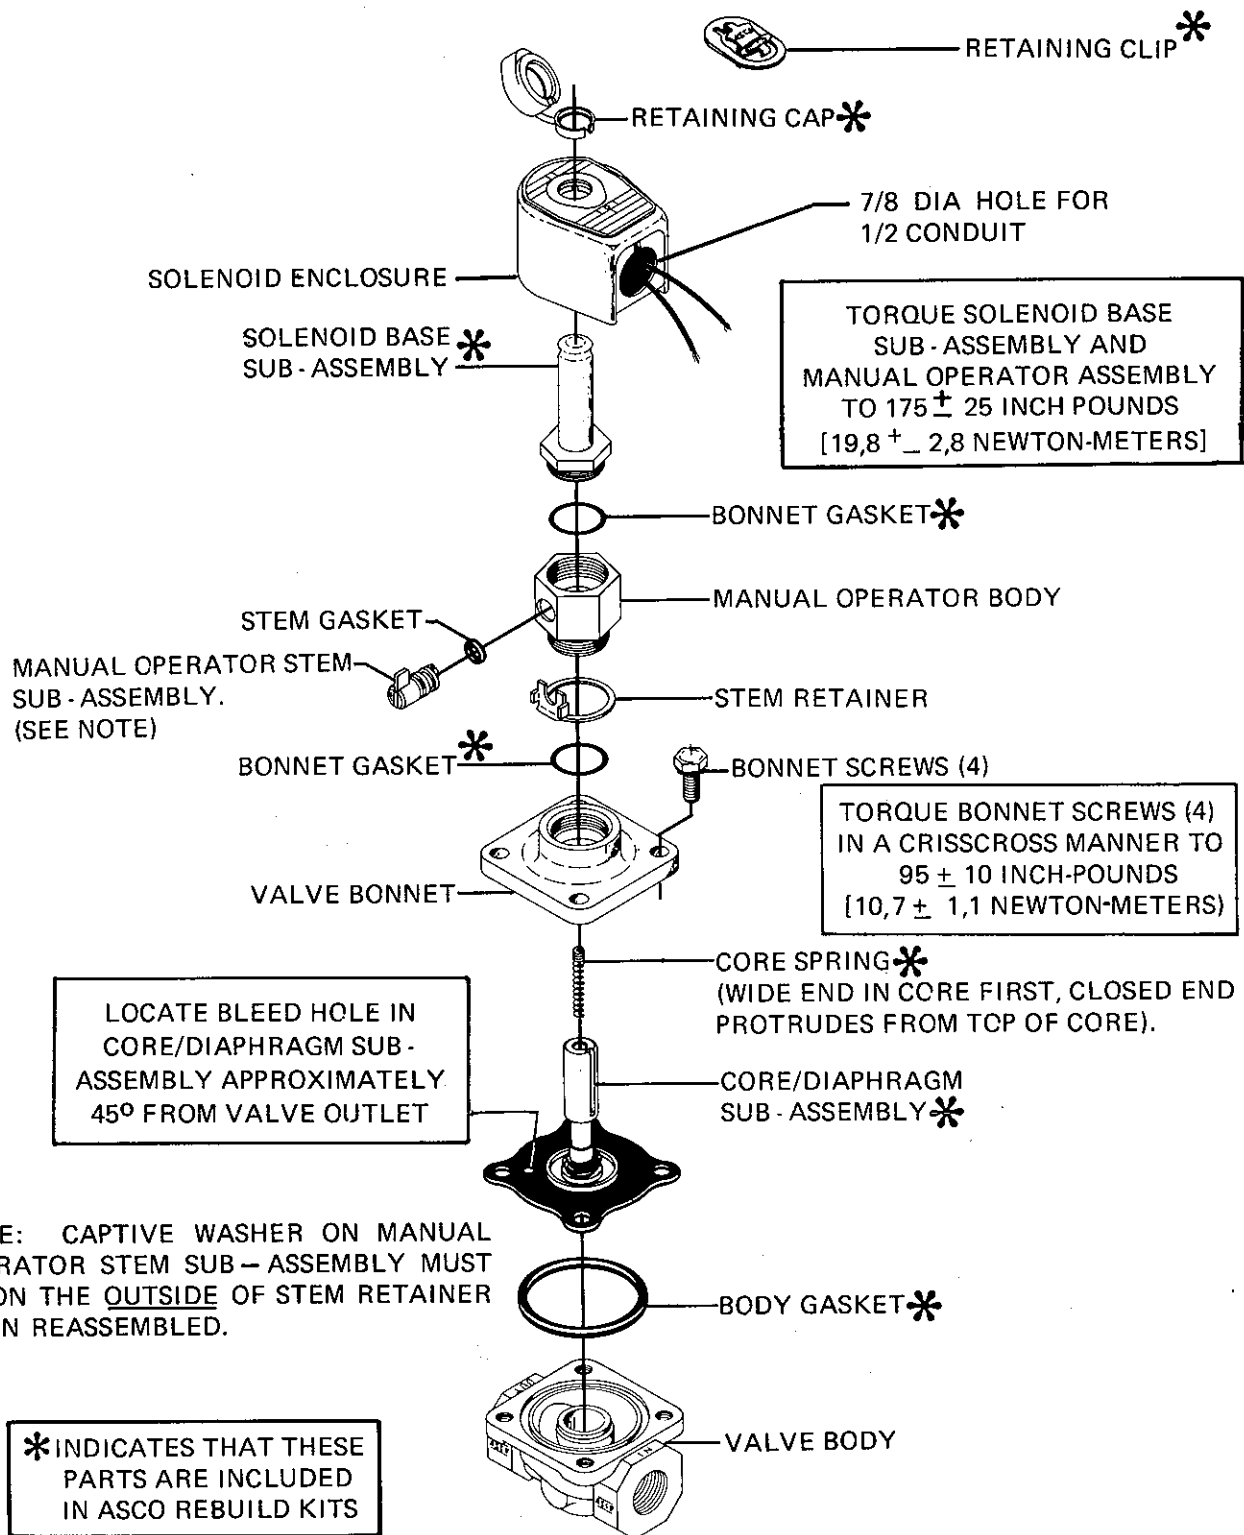 RETAINING CLIP*
RETAINING CAP*
7/8 DIA HOLE FOR
1/2 CONDUIT
SOLENOID ENCLOSURE
TORQUE SOLENOID BASE
SUB-ASSEMBLY AND
MANUAL OPERATOR ASSEMBLY
TO 175 ± 25 INCH POUNDS
[19,8 ± 2,8 NEWTON-METERS]
SOLENOID BASE *
SUB-ASSEMBLY
BONNET GASKET*
MANUAL OPERATOR BODY
STEM GASKET
MANUAL OPERATOR STEM
SUB-ASSEMBLY.
(SEE NOTE)
STEM RETAINER
BONNET GASKET*
BONNET SCREWS (4)
TORQUE BONNET SCREWS (4)
IN A CRISSCROSS MANNER TO
95 ± 10 INCH-POUNDS
[10,7 ± 1,1 NEWTON-METERS)
VALVE BONNET
CORE SPRING*
(WIDE END IN CORE FIRST, CLOSED END
PROTRUDES FROM TOP OF CORE).
LOCATE BLEED HOLE IN
CORE/DIAPHRAGM SUB-
ASSEMBLY APPROXIMATELY
45° FROM VALVE OUTLET
CORE/DIAPHRAGM
SUB-ASSEMBLY*
E: CAPTIVE WASHER ON MANUAL
RATOR STEM SUB-ASSEMBLY MUST
ON THE OUTSIDE OF STEM RETAINER
N REASSEMBLED.
BODY GASKET*
IN
VALVE BODY
* INDICATES THAT THESE
PARTS ARE INCLUDED
IN ASCO REBUILD KITS